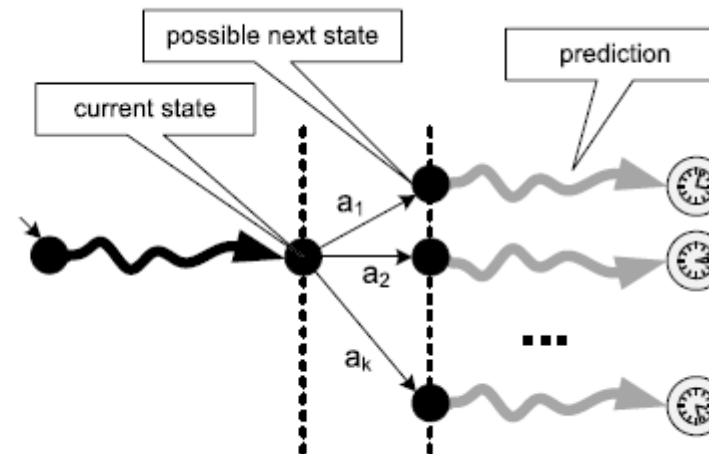 possible next state
prediction
current state
a1
a2
...
ak